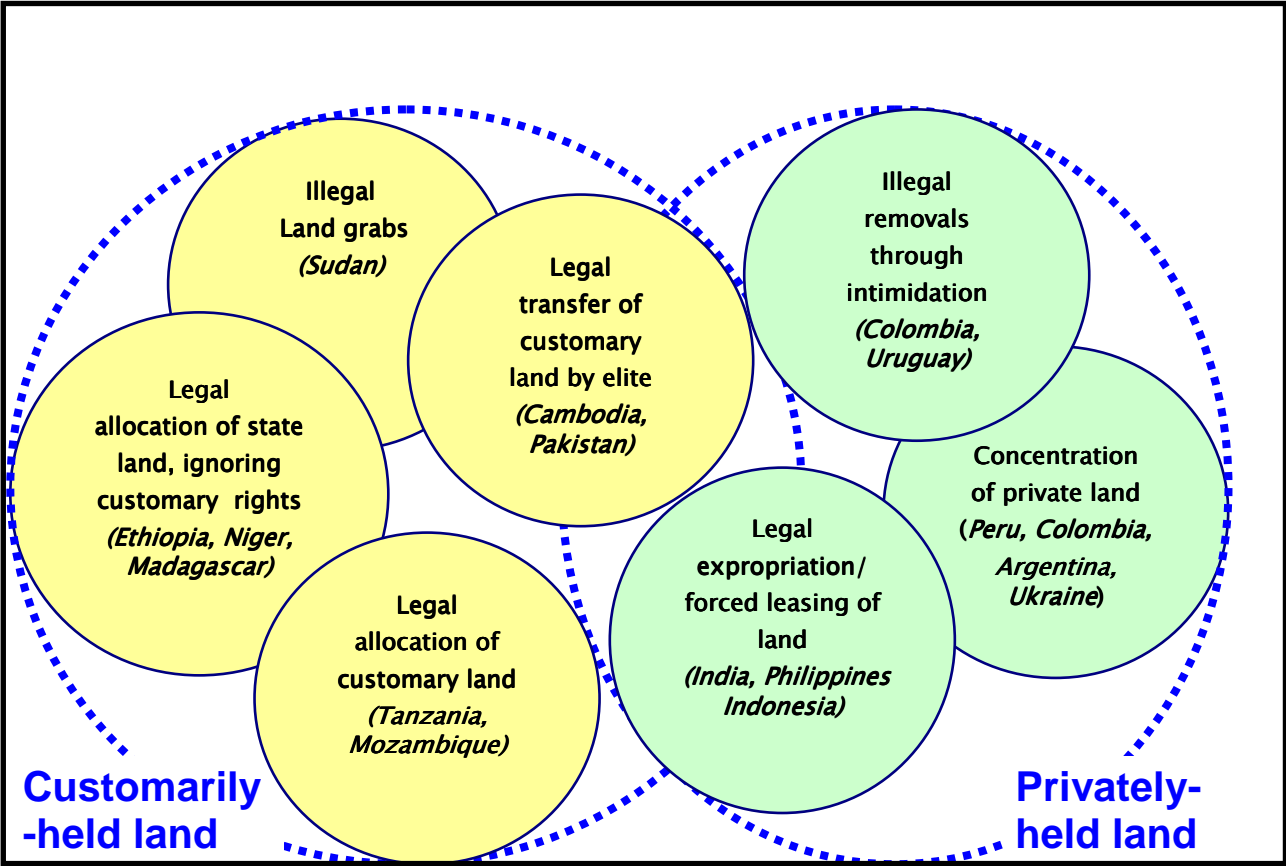 Illegal
Land grabs
(Sudan)
Legal
transfer of
customary
land by elite
(Cambodia,
Pakistan)
Illegal
removals
through
intimidation
(Colombia,
Uruguay)
Legal
allocation of state
land, ignoring
customary rights
(Ethiopia, Niger,
Madagascar)
Concentration
of private land
(Peru, Colombia,
Argentina,
Ukraine)
Legal
allocation of
customary land
(Tanzania,
Mozambique)
Legal
expropriation/
forced leasing of
land
(India, Philippines
Indonesia)
Customarily
-held land
Privately-
held land